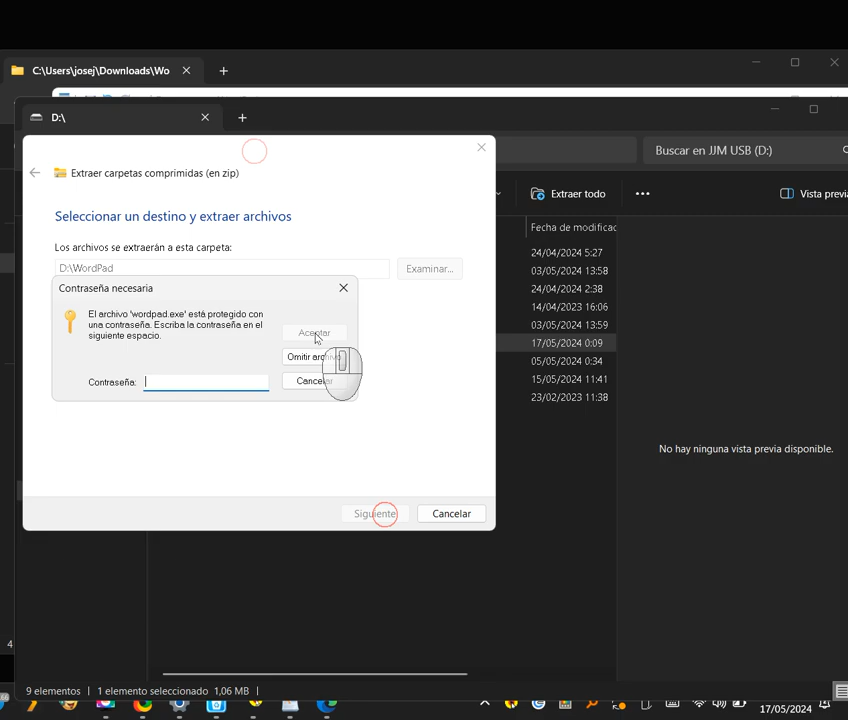 C:\Users\josej\Downloads\Wo
D:\
Buscar en JJM USB (D:)
Extraer carpetas comprimidas (en zip)
Extraer todo
Vista previa
Seleccionar un destino y extraer archivos
Fecha de modificac
Los archivos se extraerán a esta carpeta:
D:\WordPad
Examinar...
24/04/2024 5:27
03/05/2024 13:58
24/04/2024 2:38
14/04/2023 16:06
03/05/2024 13:59
17/05/2024 0:09
05/05/2024 0:34
15/05/2024 11:41
23/02/2023 11:38
Contraseña necesaria
El archivo 'wordpad.exe' está protegido con
una contraseña. Escriba la contraseña en el
siguiente espacio.
Aceptar
Omitir archivo
Contraseña:
Cancelar
No hay ninguna vista previa disponible.
Siguiente
Cancelar
4
9 elementos
1 elemento seleccionado 1,06 MB
17/05/2024